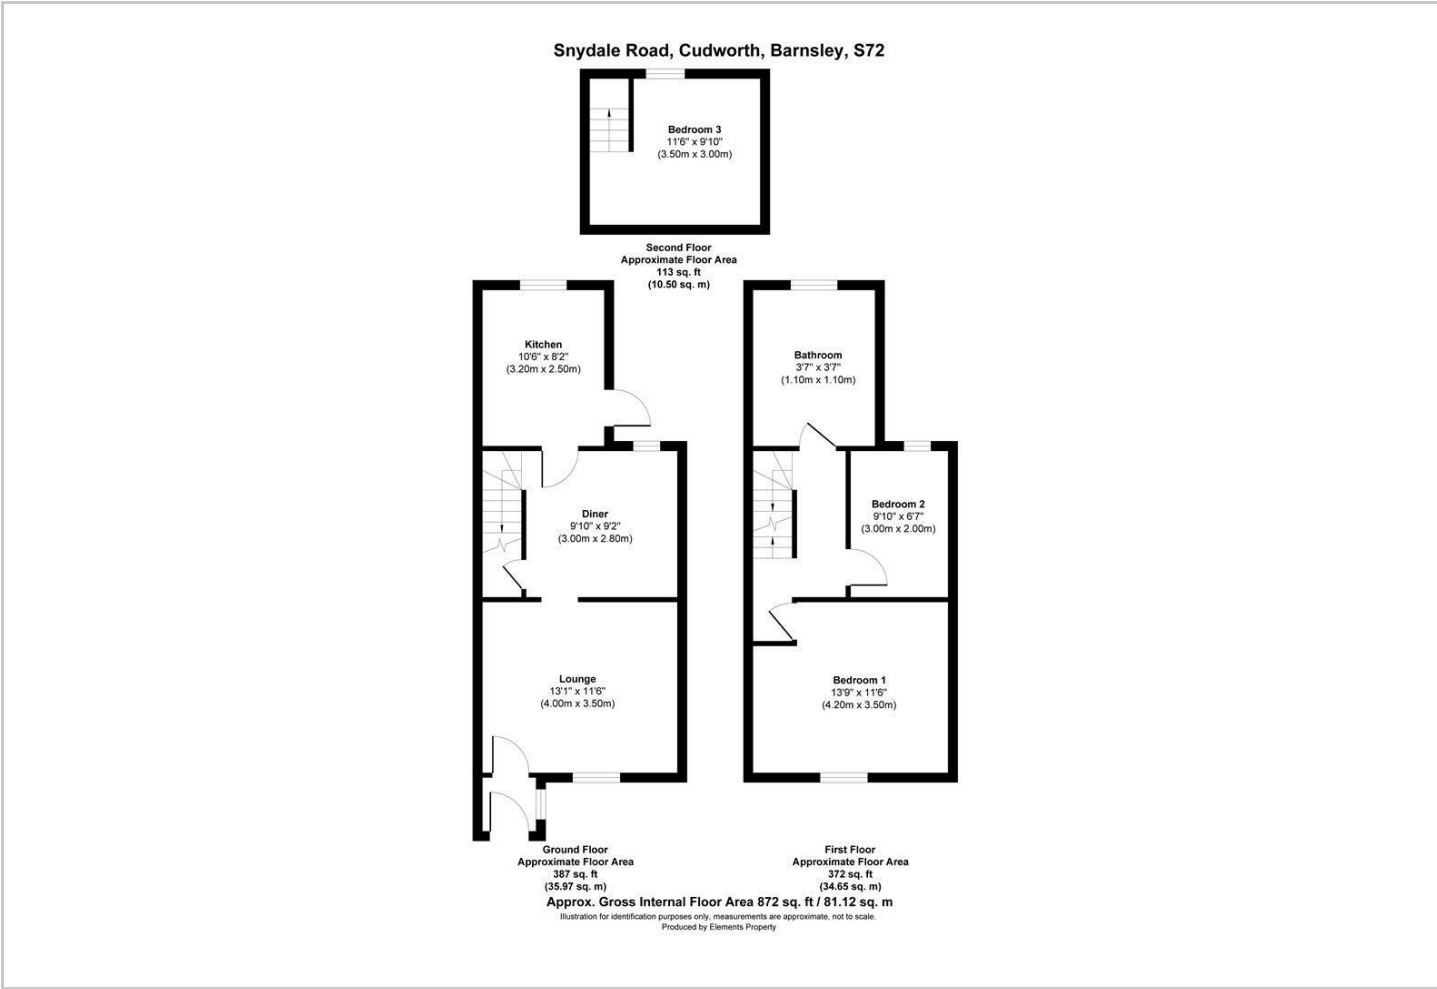 Snydale Road, Cudworth, Barnsley, S72
Bedroom 3
11'6" x 9'10"
(3.50m x 3.00m)
Second Floor
Approximate Floor Area
113 sq. ft
(10.50 sq. m)
Kitchen
10'6" x 8'2"
(3.20m x 2.50m)
Diner
9'10" x 9'2"
(3.00m x 2.80m)
Lounge
13'1" x 11'6"
(4.00m x 3.50m)
Ground Floor
Approximate Floor Area
387 sq. ft
(35.97 sq. m)
Bathroom
3'7" x 3'7"
(1.10m x 1.10m)
Bedroom 2
9'10" x 6'7"
(3.00m x 2.00m)
Bedroom 1
13'9" x 11'6"
(4.20m x 3.50m)
First Floor
Approximate Floor Area
372 sq. ft
(34.65 sq. m)
Approx. Gross Internal Floor Area 872 sq. ft / 81.12 sq. m
Illustration for identification purposes only, measurements are approximate, not to scale.
Produced by Elements Property